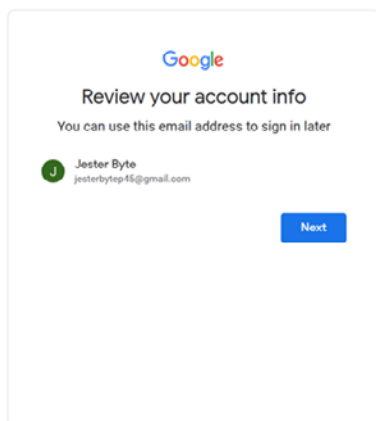 Google
Review your account info
You can use this email address to sign in later
J
Jester Byte
jesterbytep45@gmail.com
Next